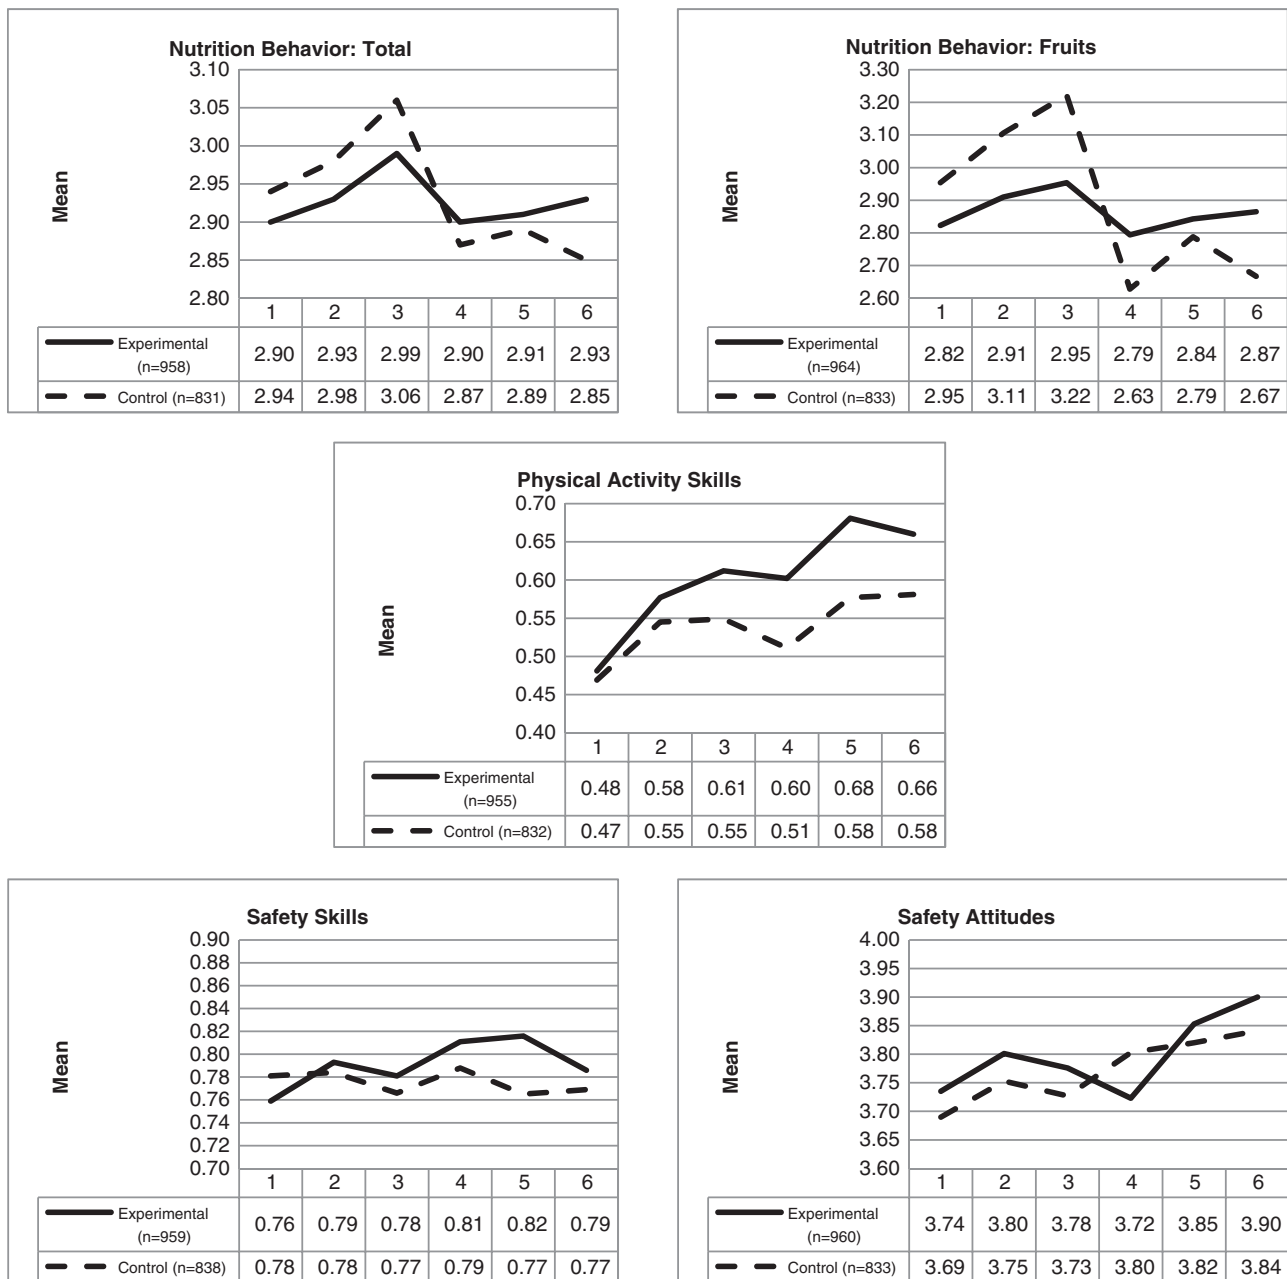 Nutrition Behavior: Total
3.10
3.05
3.00
2.95
2.90
2.85
2.80
Mean
1 2 3 4 5 6
Experimental
(n=958)
2.90 2.93 2.99 2.90 2.91 2.93
Control (n=831) 2.94 2.98 3.06 2.87 2.89 2.85
Nutrition Behavior: Fruits
3.30
3.20
3.10
3.00
2.90
2.80
2.70
2.60
Mean
1 2 3 4 5 6
Experimental
(n=964)
2.82 2.91 2.95 2.79 2.84 2.87
Control (n=833) 2.95 3.11 3.22 2.63 2.79 2.67
Physical Activity Skills
0.70
0.65
0.60
0.55
0.50
0.45
0.40
Mean
1 2 3 4 5 6
Experimental
(n=955)
0.48 0.58 0.61 0.60 0.68 0.66
Control (n=832) 0.47 0.55 0.55 0.51 0.58 0.58
Safety Skills
0.90
0.88
0.86
0.84
0.82
0.80
0.78
0.76
0.74
0.72
0.70
Mean
1 2 3 4 5 6
Experimental
(n=959)
0.76 0.79 0.78 0.81 0.82 0.79
Control (n=838) 0.78 0.78 0.77 0.79 0.77 0.77
Safety Attitudes
4.00
3.95
3.90
3.85
3.80
3.75
3.70
3.65
3.60
Mean
1 2 3 4 5 6
Experimental
(n=960)
3.74 3.80 3.78 3.72 3.85 3.90
Control (n=833) 3.69 3.75 3.73 3.80 3.82 3.84